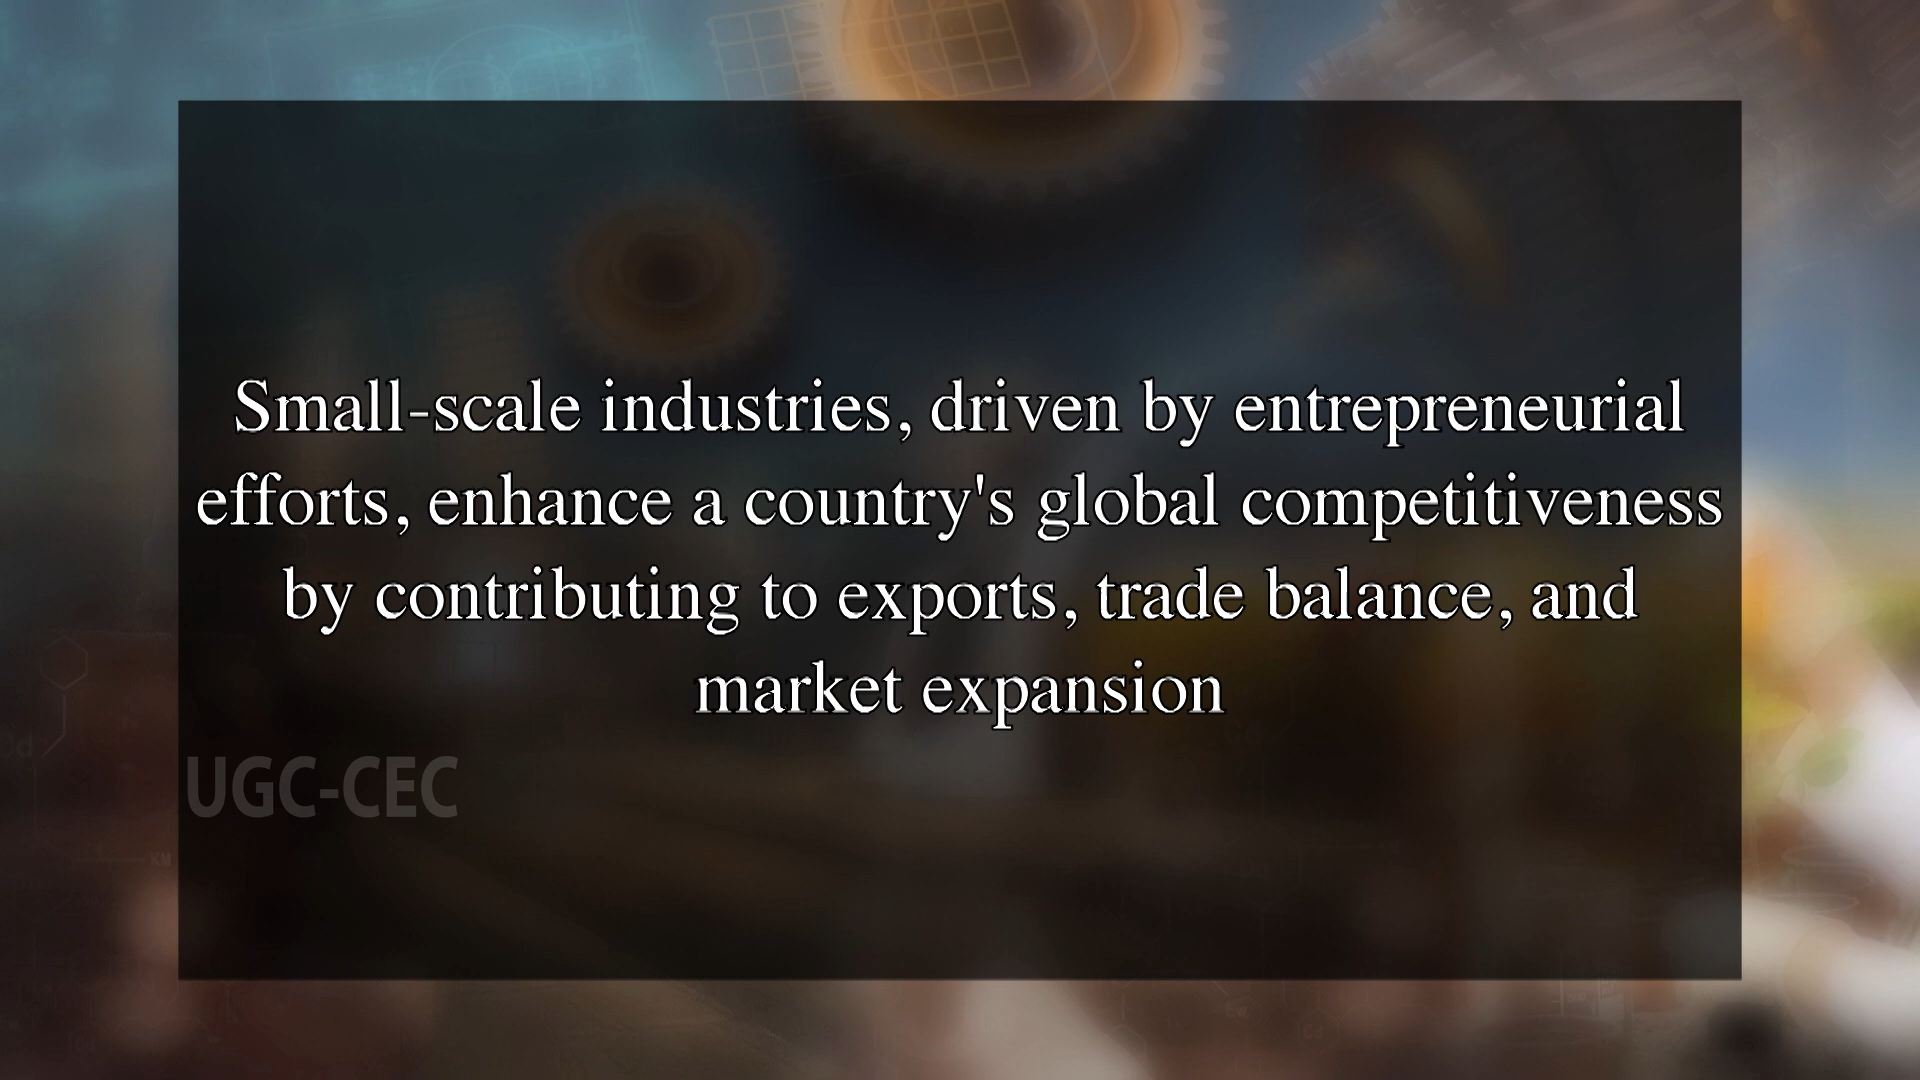 Small-scale industries, driven by entrepreneurial
efforts, enhance a country's global competitiveness
by contributing to exports, trade balance, and
market expansion
UGC-CEC